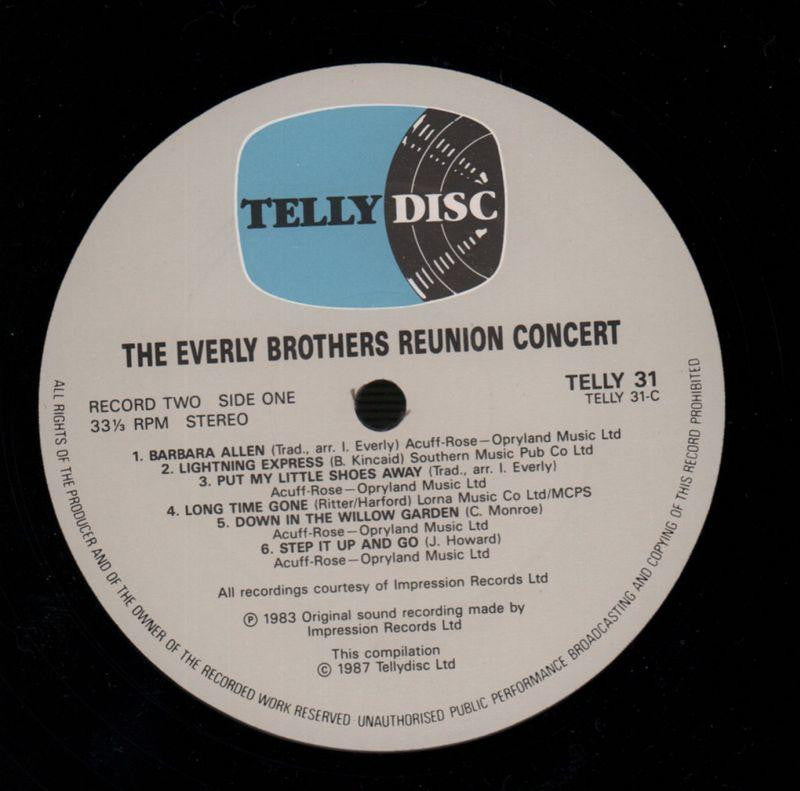 TELLY DISC
THE EVERLY BROTHERS REUNION CONCERT
RECORD TWO SIDE ONE
33⅓ RPM STEREO
TELLY 31
TELLY 31-C
1. BARBARA ALLEN (Trad., arr. I. Everly) Acuff-Rose—Opryland Music Ltd
2. LIGHTNING EXPRESS (B. Kincaid) Southern Music Pub Co Ltd
3. PUT MY LITTLE SHOES AWAY (Trad., arr. I. Everly)
Acuff-Rose—Opryland Music Ltd
4. LONG TIME GONE (Ritter/Harford) Lorna Music Co Ltd/MCPS
5. DOWN IN THE WILLOW GARDEN (C. Monroe)
Acuff-Rose—Opryland Music Ltd
6. STEP IT UP AND GO (J. Howard)
Acuff-Rose—Opryland Music Ltd
All recordings courtesy of Impression Records Ltd
℗ 1983 Original sound recording made by
Impression Records Ltd
This compilation
© 1987 Tellydisc Ltd
ALL RIGHTS OF THE PRODUCER AND OF THE OWNER OF THE RECORDED WORK RESERVED UNAUTHORISED PUBLIC PERFORMANCE BROADCASTING AND COPYING OF THIS RECORD PROHIBITED